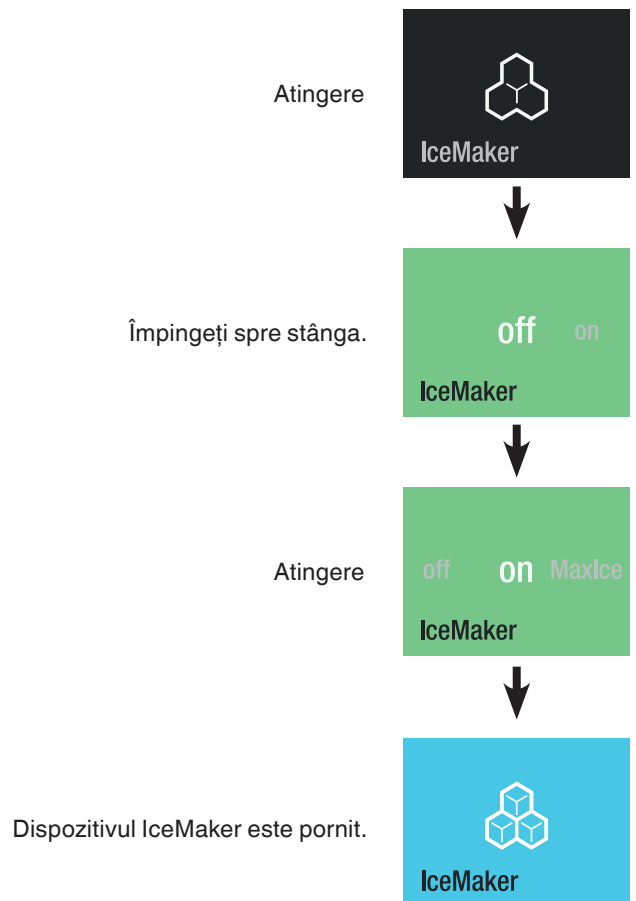 Atingere
IceMaker
Împingeți spre stânga.
off on
IceMaker
Atingere
off on MaxIce
IceMaker
Dispozitivul IceMaker este pornit.
IceMaker